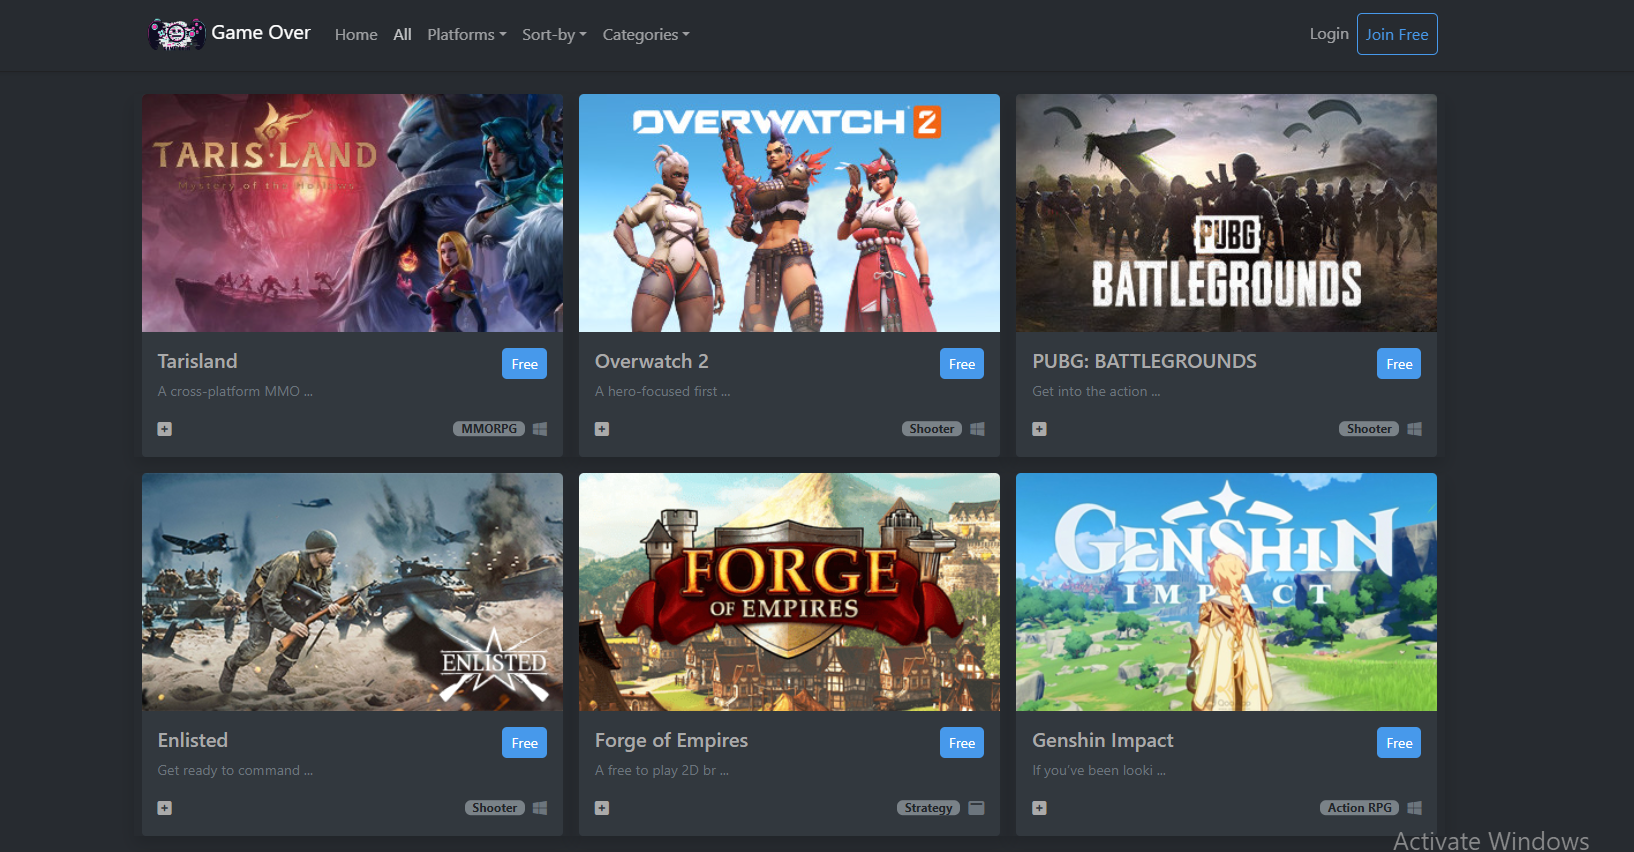 Game Over
Home
All
Platforms
Sort-by
Categories
Login
Join Free
TARISLAND
Mystery of the
OVERWATCH 2
PUBG
BATTLEGROUNDS
Tarisland
Free
A cross-platform MMO ...
MMORPG
Overwatch 2
Free
A hero-focused first ...
Shooter
PUBG: BATTLEGROUNDS
Free
Get into the action ...
Shooter
ENLISTED
FORGE
OF EMPIRES
GENSHIN
IMPACT
Enlisted
Free
Get ready to command ...
Shooter
Forge of Empires
Free
A free to play 2D br ...
Strategy
Genshin Impact
Free
If you've been looki ...
Action RPG
Activate Windows